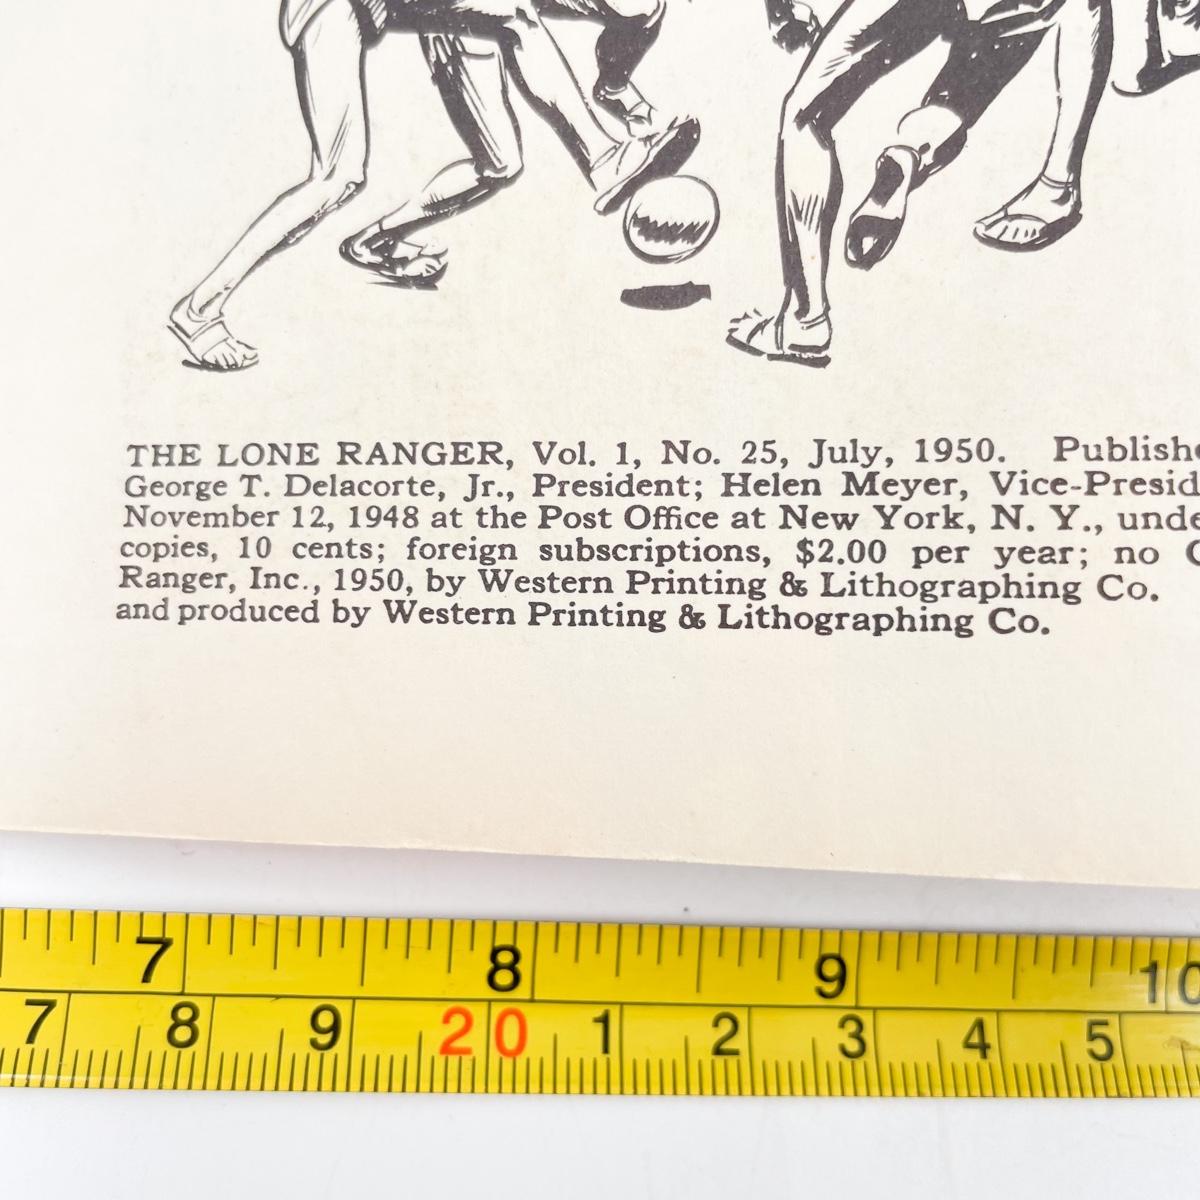 THE LONE RANGER, Vol. 1, No. 25, July, 1950. Publishe
George T. Delacorte, Jr., President; Helen Meyer, Vice-Presid
November 12, 1948 at the Post Office at New York, N. Y., unde
copies, 10 cents; foreign subscriptions, $2.00 per year; no
Ranger, Inc., 1950, by Western Printing & Lithographing Co.
and produced by Western Printing & Lithographing Co.
7 8 9 10
7 8 9 20 1 2 3 4 5